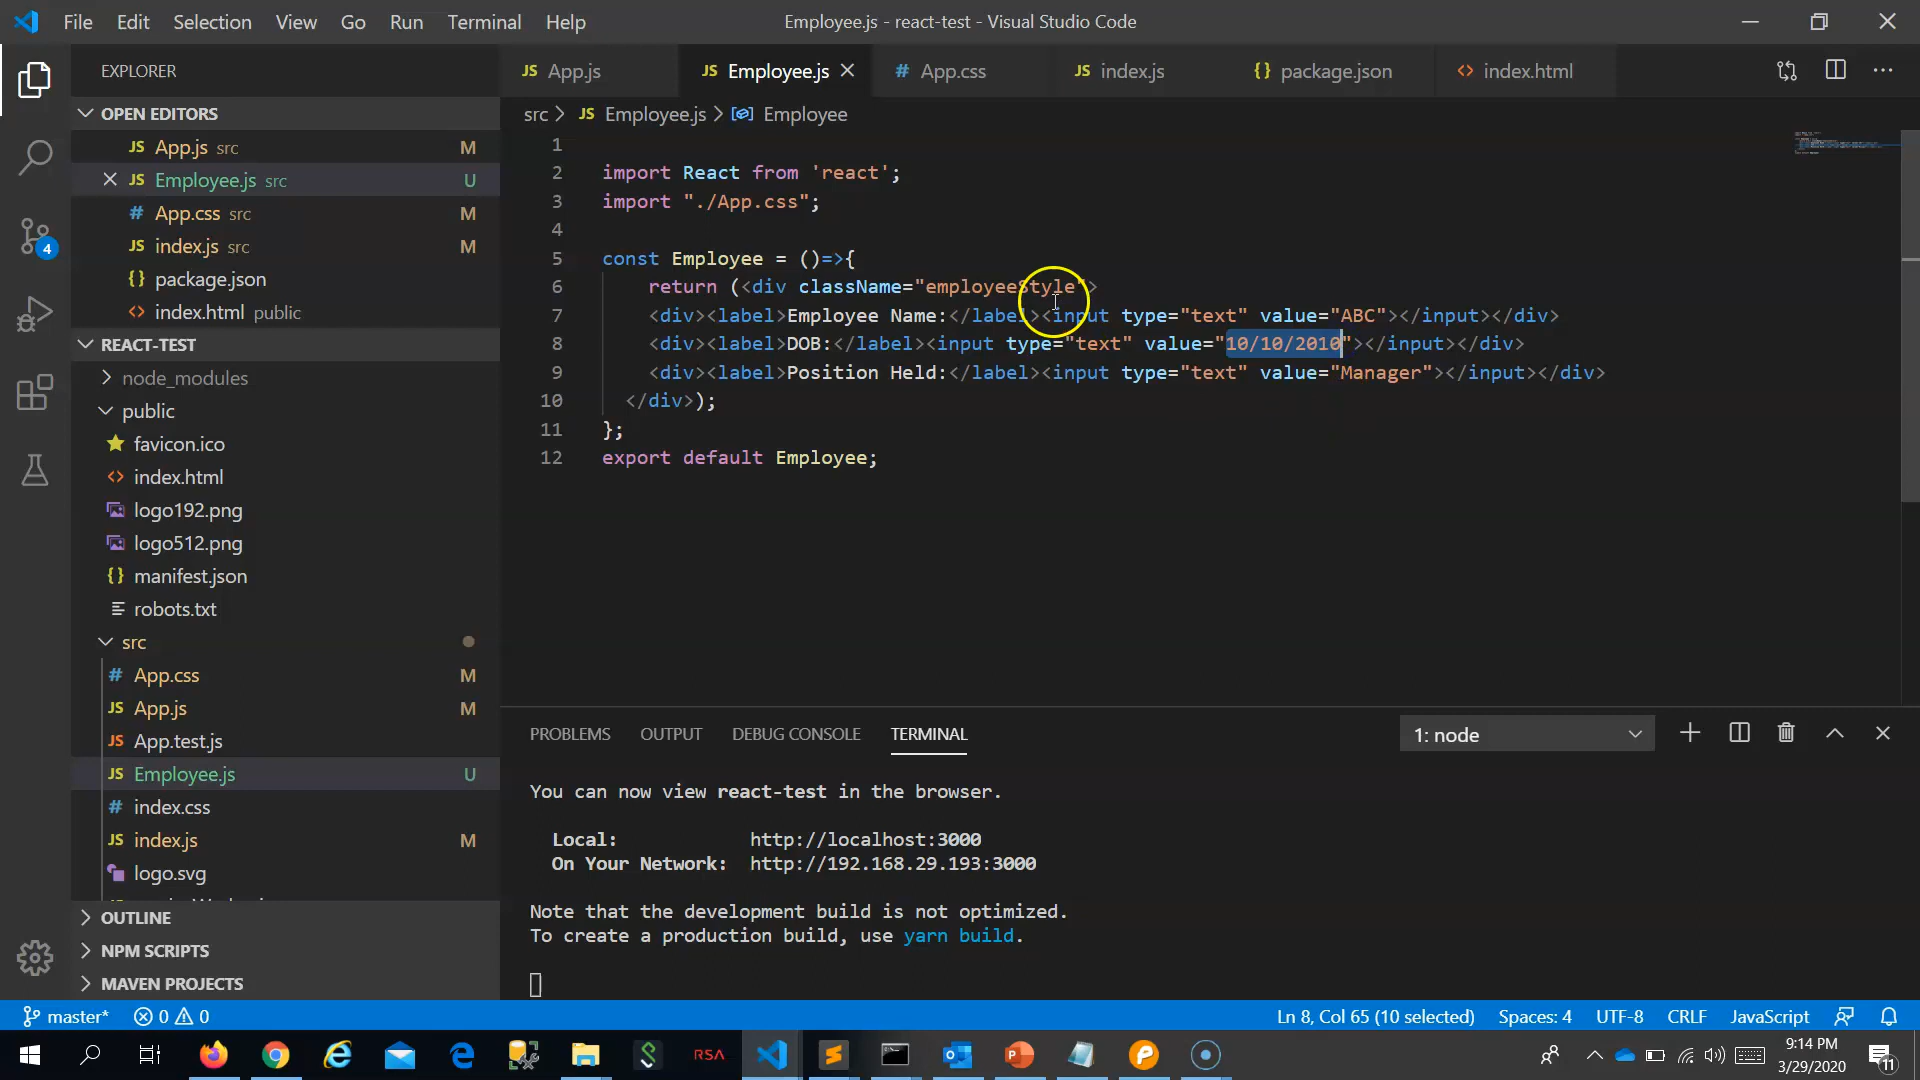 File Edit Selection View Go Run Terminal Help
Employee.js - react-test - Visual Studio Code
EXPLORER
OPEN EDITORS
JS App.js src M
JS Employee.js src U
# App.css src M
JS index.js src M
{} package.json
<> index.html public
REACT-TEST
node_modules
public
favicon.ico
<> index.html
logo192.png
logo512.png
{} manifest.json
robots.txt
src
# App.css M
JS App.js M
JS App.test.js
JS Employee.js U
# index.css
JS index.js M
logo.svg
OUTLINE
NPM SCRIPTS
MAVEN PROJECTS
4
JS App.js JS Employee.js # App.css JS index.js {} package.json <> index.html
src > JS Employee.js > Employee
1
2 import React from 'react';
3 import "./App.css";
4
5 const Employee = ()=>{
6 return (<div className="employeeStyle">
7 <div><label>Employee Name:</label><input type="text" value="ABC"></input></div>
8 <div><label>DOB:</label><input type="text" value="10/10/2010"></input></div>
9 <div><label>Position Held:</label><input type="text" value="Manager"></input></div>
10 </div>);
11 };
12 export default Employee;
PROBLEMS OUTPUT DEBUG CONSOLE TERMINAL 1: node
You can now view react-test in the browser.
Local: http://localhost:3000
On Your Network: http://192.168.29.193:3000
Note that the development build is not optimized.
To create a production build, use yarn build.
master* 0 0 Ln 8, Col 65 (10 selected) Spaces: 4 UTF-8 CRLF JavaScript
RSA
9:14 PM
3/29/2020
11